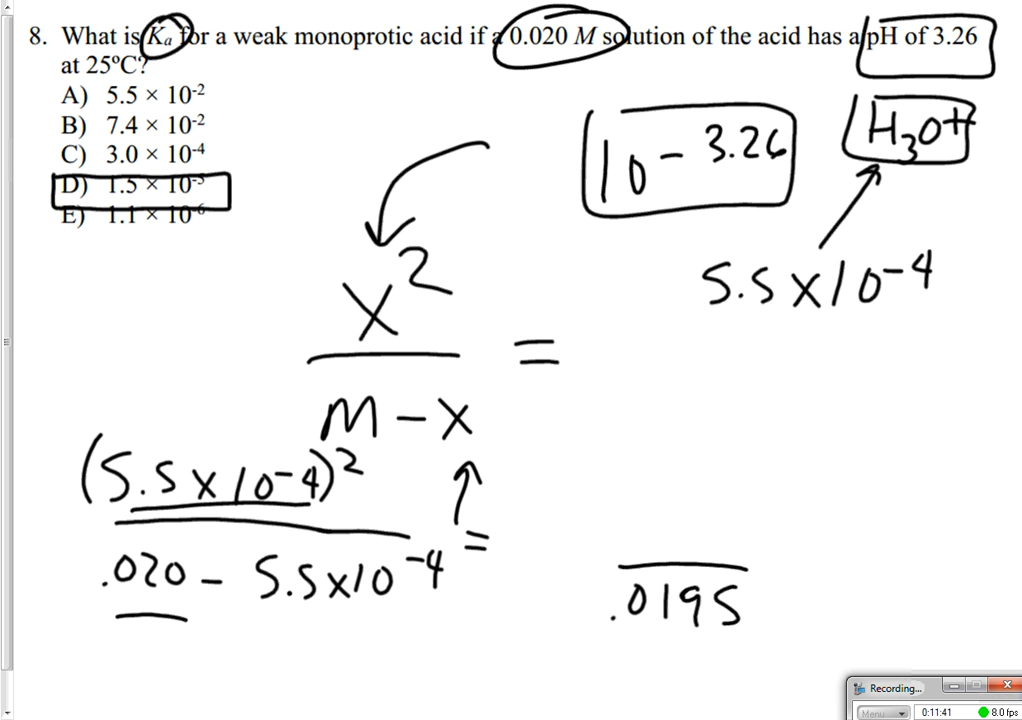 8. What is Ka for a weak monoprotic acid if a 0.020 M solution of the acid has a pH of 3.26
at 25°C?
A) 5.5 × 10-2
B) 7.4 × 10-2
C) 3.0 × 10-4
D) 1.5 × 10-5
E) 1.1 × 10-6
10 - 3.26
H3O+
5.5 x 10-4
x2
=
M - x
(5.5 x 10-4)2
=
.020 - 5.5 x 10-4
.0195
Recording...
Menu
0:11:41
8.0 fps